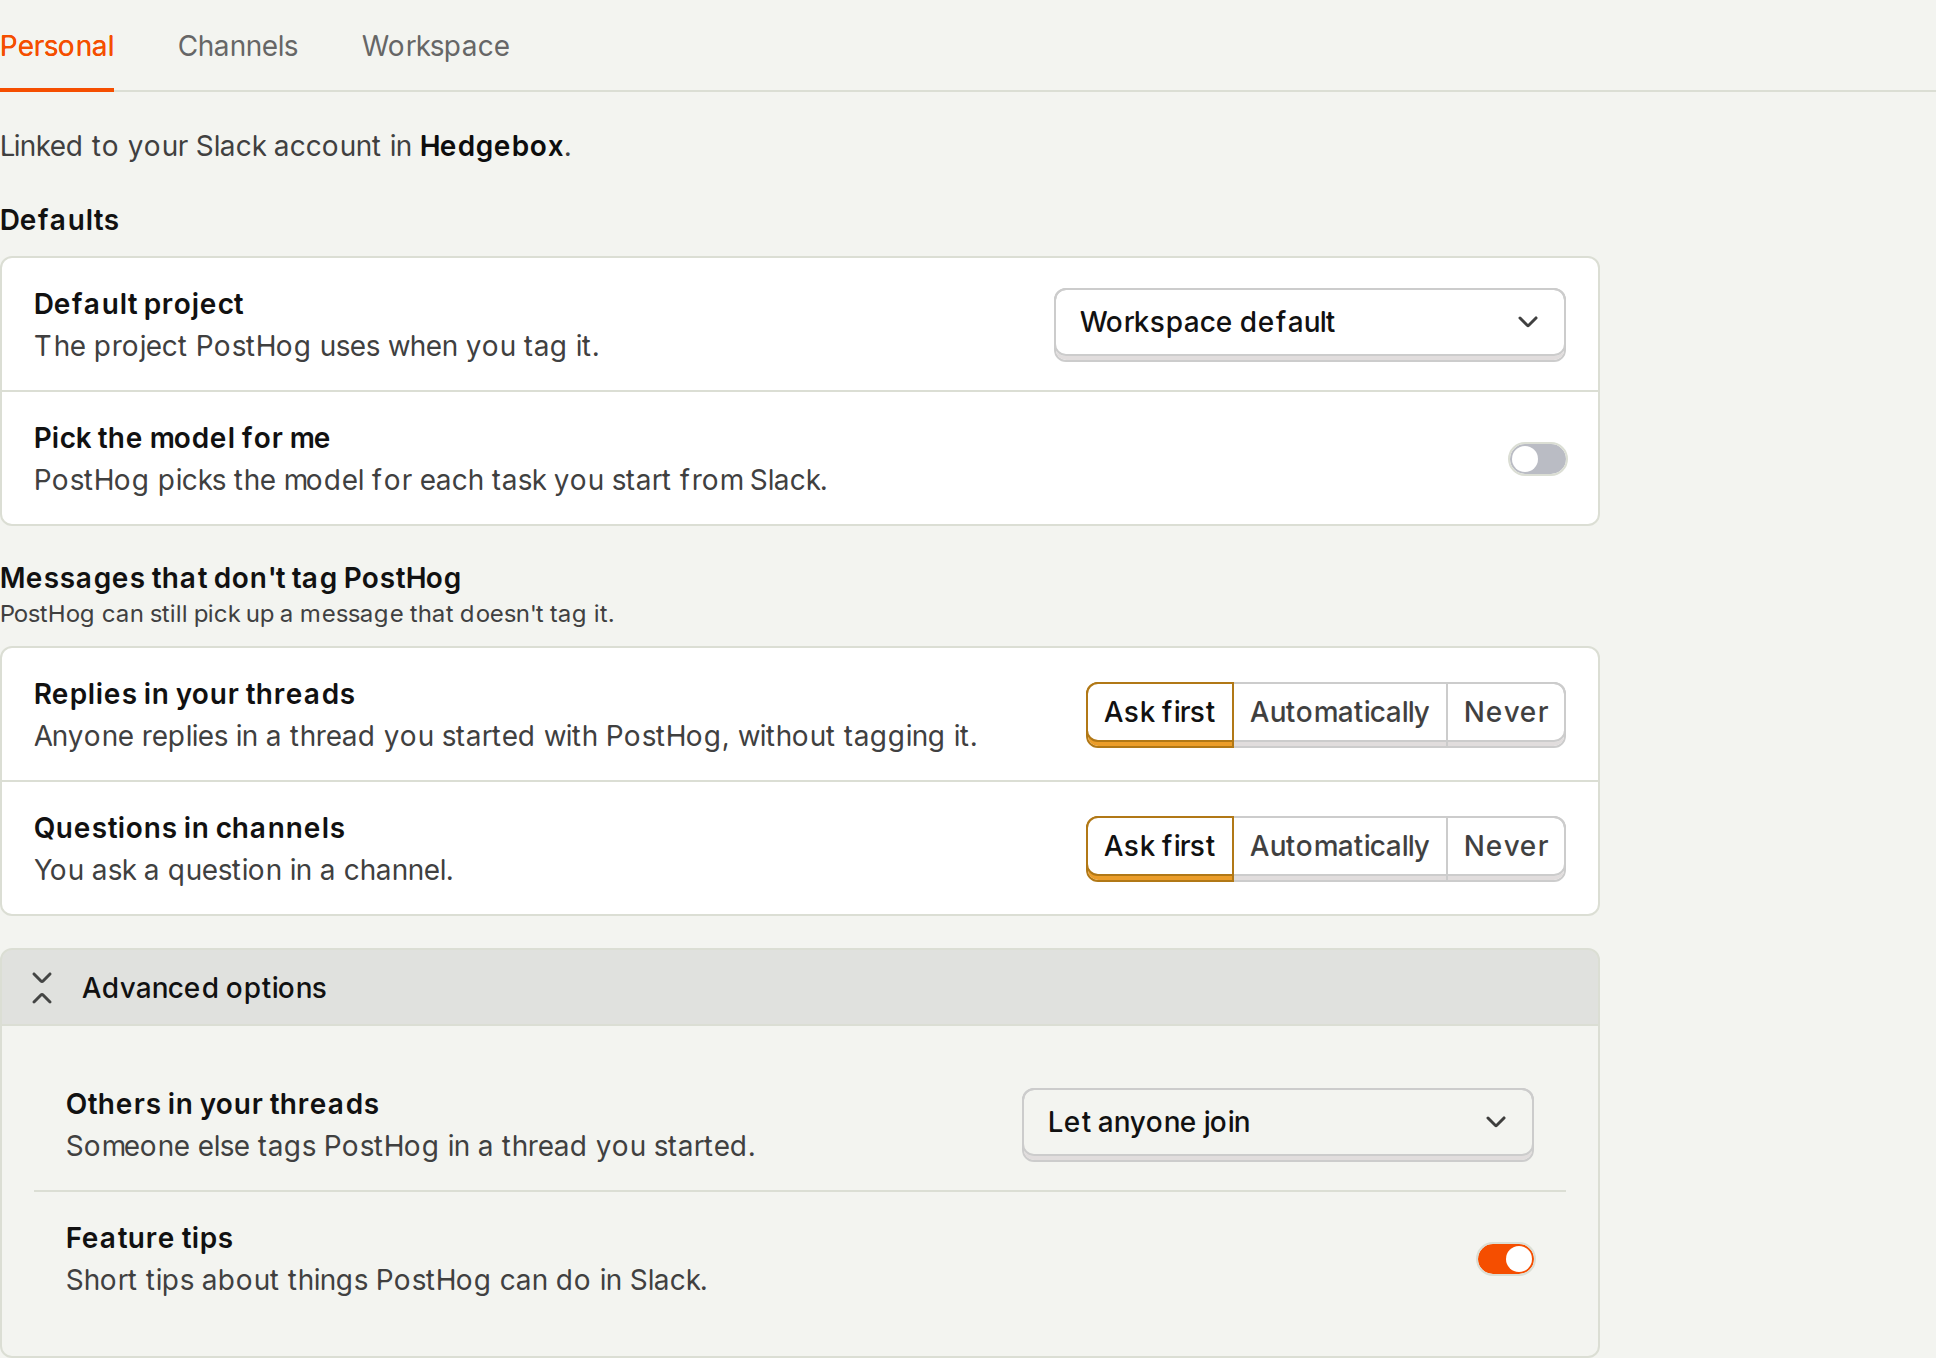 Personal Channels Workspace
Linked to your Slack account in Hedgebox.
Defaults
Default project
The project PostHog uses when you tag it.
Workspace default
Pick the model for me
PostHog picks the model for each task you start from Slack.
Messages that don't tag PostHog
PostHog can still pick up a message that doesn't tag it.
Replies in your threads
Anyone replies in a thread you started with PostHog, without tagging it.
Ask first Automatically Never
Questions in channels
You ask a question in a channel.
Ask first Automatically Never
Advanced options
Others in your threads
Someone else tags PostHog in a thread you started.
Let anyone join
Feature tips
Short tips about things PostHog can do in Slack.